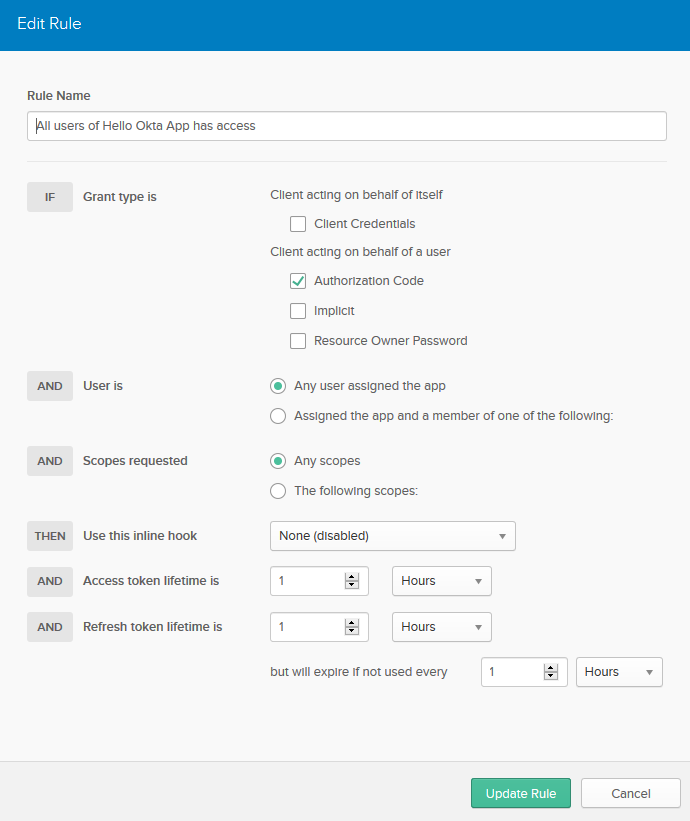 Edit Rule
Rule Name
All users of Hello Okta App has access
IF Grant type is Client acting on behalf of itself
Client Credentials
Client acting on behalf of a user
Authorization Code
Implicit
Resource Owner Password
AND User is Any user assigned the app
Assigned the app and a member of one of the following:
AND Scopes requested Any scopes
The following scopes:
THEN Use this inline hook None (disabled)
AND Access token lifetime is 1 Hours
AND Refresh token lifetime is 1 Hours
but will expire if not used every 1 Hours
Update Rule Cancel